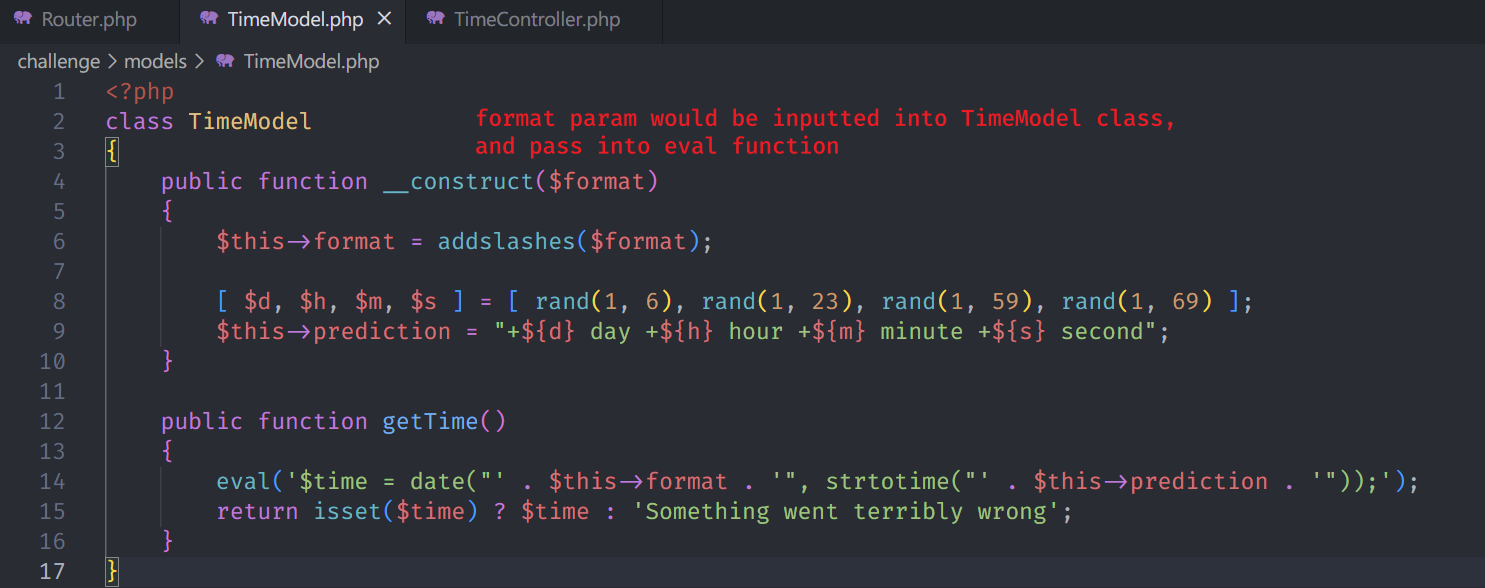 Router.php TimeModel.php × TimeController.php
challenge > models > TimeModel.php
1 <?php
2 class TimeModel
format param would be inputted into TimeModel class,
3 {
and pass into eval function
4 public function __construct($format)
5 {
6 $this->format = addslashes($format);
7
8 [ $d, $h, $m, $s ] = [ rand(1, 6), rand(1, 23), rand(1, 59), rand(1, 69) ];
9 $this->prediction = "+${d} day +${h} hour +${m} minute +${s} second";
10 }
11
12 public function getTime()
13 {
14 eval('$time = date("' . $this->format . '", strtotime("' . $this->prediction . '"));');
15 return isset($time) ? $time : 'Something went terribly wrong';
16 }
17 }